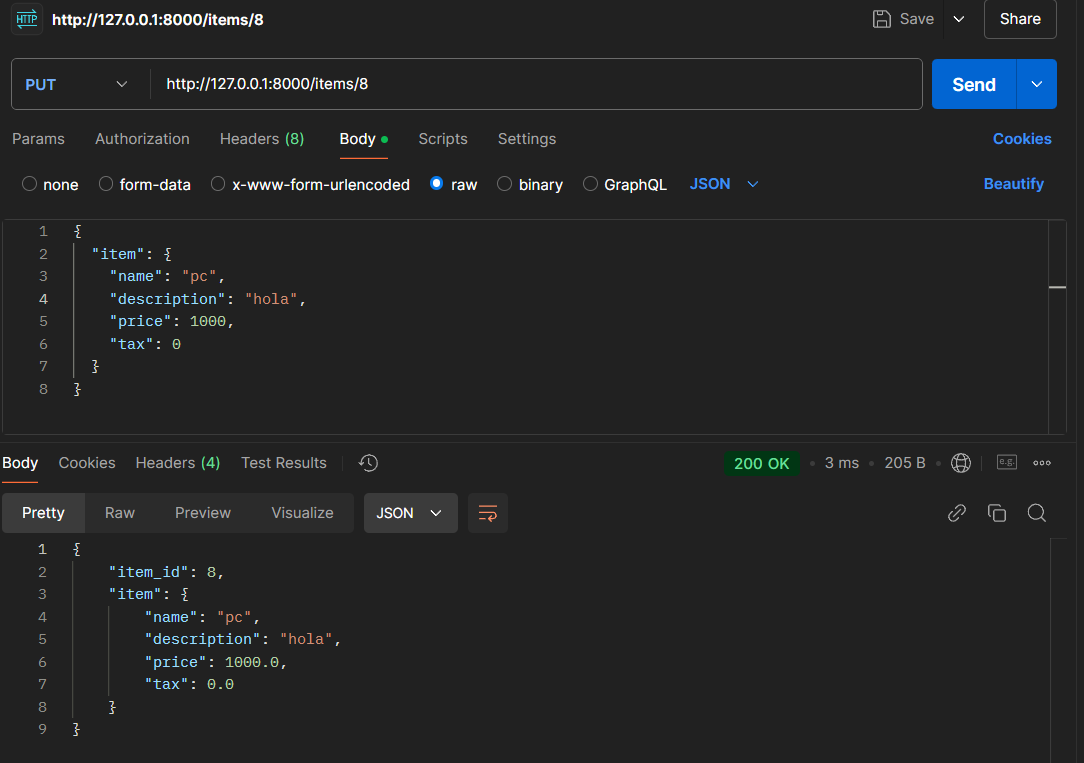 HTTP http://127.0.0.1:8000/items/8 Save Share
PUT http://127.0.0.1:8000/items/8 Send
Params Authorization Headers (8) Body Scripts Settings Cookies
none form-data x-www-form-urlencoded raw binary GraphQL JSON Beautify
1 {
2 "item": {
3 "name": "pc",
4 "description": "hola",
5 "price": 1000,
6 "tax": 0
7 }
8 }
Body Cookies Headers (4) Test Results 200 OK • 3 ms • 205 B • e.g.
Pretty Raw Preview Visualize JSON
1 {
2 "item_id": 8,
3 "item": {
4 "name": "pc",
5 "description": "hola",
6 "price": 1000.0,
7 "tax": 0.0
8 }
9 }